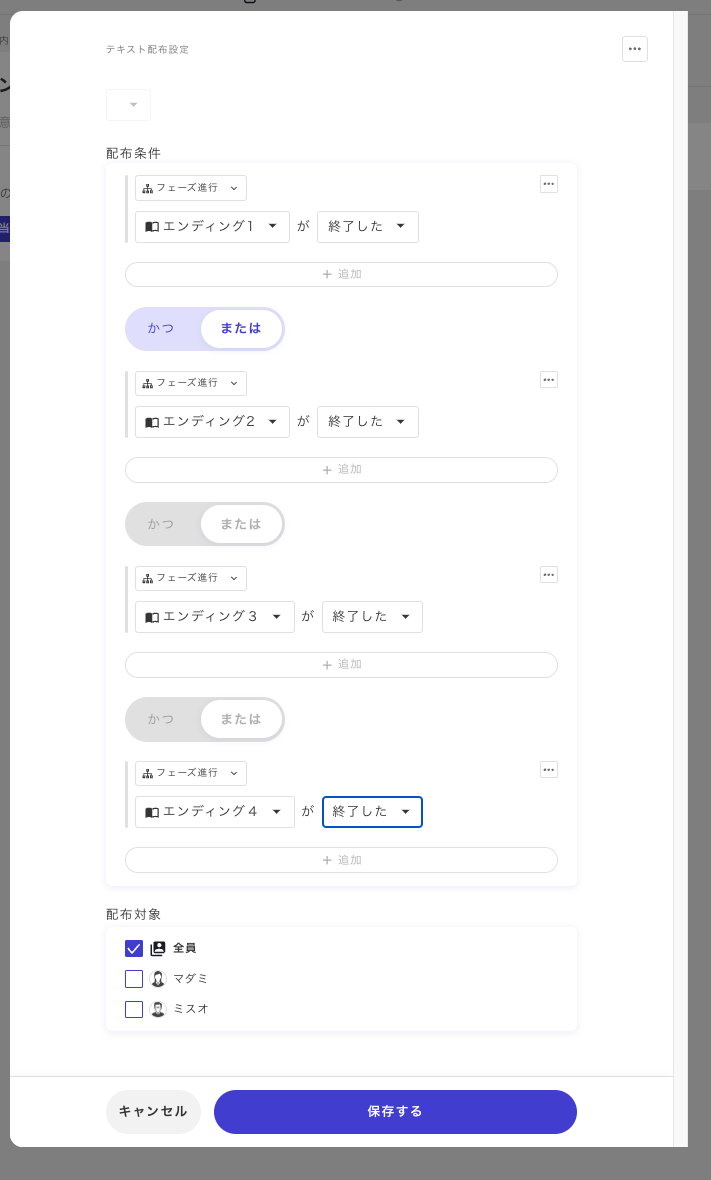 内
テキスト配布設定
ン
意
配布条件
フェーズ進行
エンディング1 が 終了した
の
当
+ 追加
かつ または
フェーズ進行
エンディング2 が 終了した
+ 追加
かつ または
フェーズ進行
エンディング３ が 終了した
+ 追加
かつ または
フェーズ進行
エンディング４ が 終了した
+ 追加
配布対象
全員
マダミ
ミスオ
キャンセル 保存する